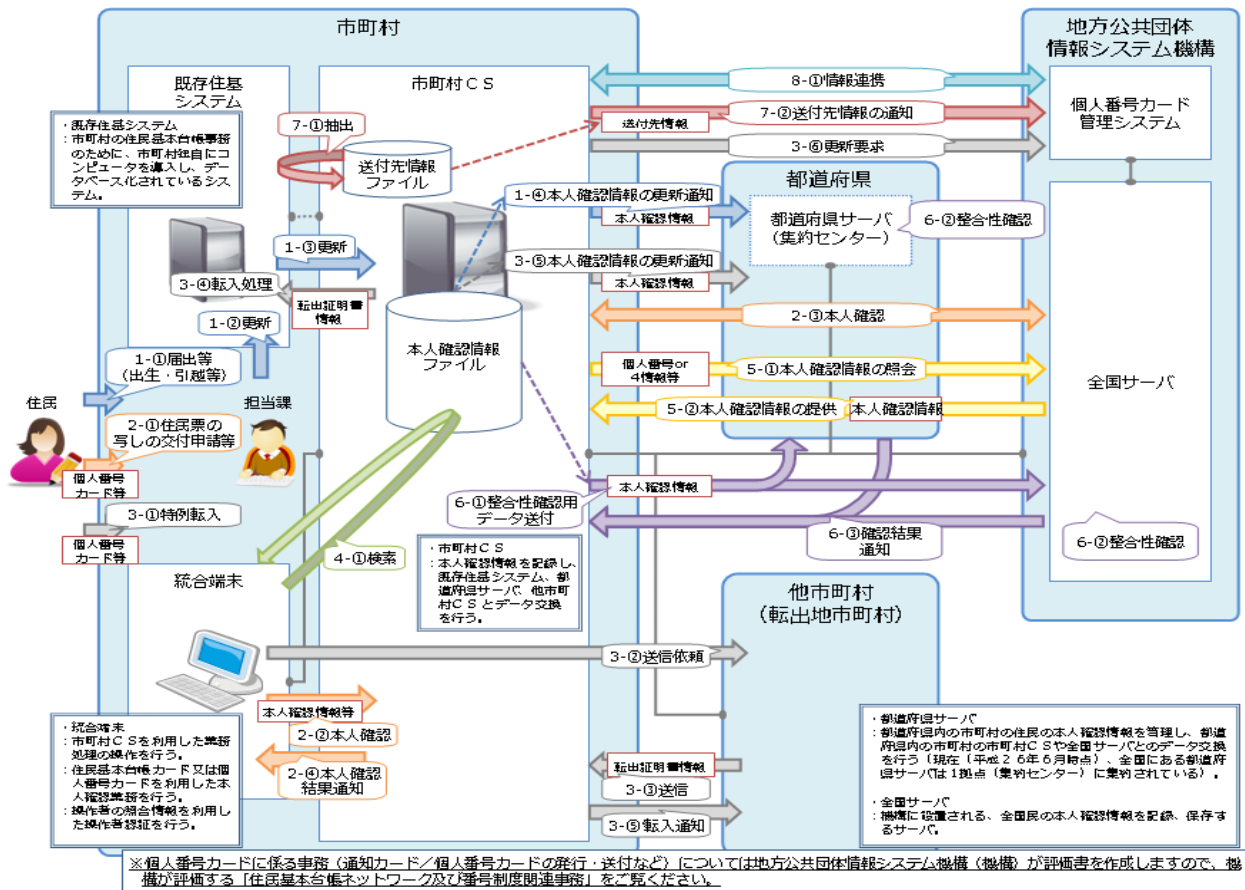 市町村
地方公共団体
情報システム機構
既存住基
システム
市町村ＣＳ
個人番号カード
管理システム
・既存住基システム
：市町村の住民基本台帳事務
のために、市町村独自にコ
ンピュータを導入し、デー
タベース化されているシス
テム。
7-①抽出
送付先情報
ファイル
8-①情報連携
7-②送付先情報の通知
送付先情報
3-⑥更新要求
都道府県
1-④本人確認情報の更新通知
本人確認情報
都道府県サーバ
（集約センター）
6-②整合性確認
1-③更新
3-⑤本人確認情報の更新通知
本人確認情報
3-④転入処理
転出証明書
情報
1-②更新
2-③本人確認
本人確認情報
ファイル
1-①届出等
（出生・引越等）
個人番号or
4情報等
5-①本人確認情報の照会
全国サーバ
住民
担当課
5-②本人確認情報の提供
本人確認情報
2-①住民票の
写しの交付申請等
個人番号
カード等
6-①整合性確認用
データ送付
本人確認情報
3-①特例転入
個人番号
カード等
4-①検索
6-③確認結果
通知
6-②整合性確認
・市町村ＣＳ
：本人確認情報を記録し、
既存住基システム、都
道府県サーバ、他市町
村ＣＳとデータ交換
を行う。
統合端末
他市町村
（転出地市町村）
3-②送信依頼
本人確認情報等
2-②本人確認
2-④本人確認
結果通知
転出証明書情報
3-③送信
3-⑤転入通知
・統合端末
：市町村ＣＳを利用した業務
処理の操作を行う。
：住民基本台帳カード又は個
人番号カードを利用した本
人確認業務を行う。
：操作者の照合情報を利用し
た操作者認証を行う。
・都道府県サーバ
：都道府県内の市町村の住民の本人確認情報を管理し、都道
府県内の市町村の市町村ＣＳや全国サーバとのデータ交換
を行う（現在（平成２６年６月時点）、全国にある都道府
県サーバは１拠点（集約センター）に集約されている）。
・全国サーバ
：機構に設置される、全国民の本人確認情報を記録、保存す
るサーバ。
※個人番号カードに係る事務（通知カード／個人番号カードの発行・送付など）については地方公共団体情報システム機構（機構）が評価書を作成しますので、機
構が評価する「住民基本台帳ネットワーク及び番号制度関連事務」をご覧ください。